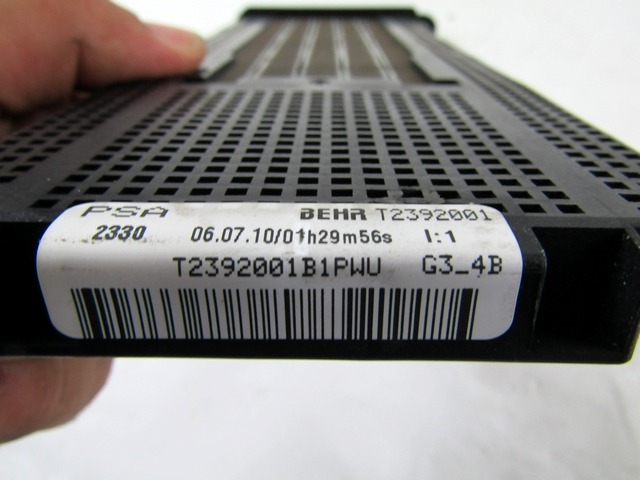 PSA BEHR T2392001
2330 06.07.10/01h29m56s I:1
T2392001B1PWU G3_4B